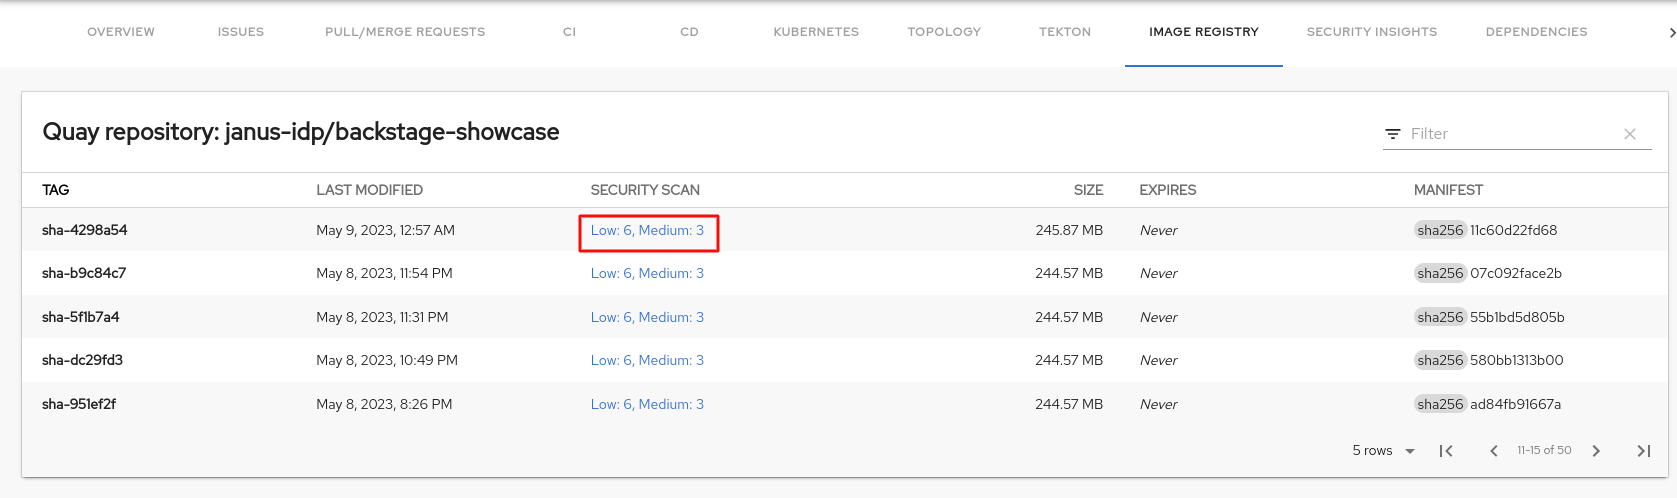 OVERVIEW ISSUES PULL/MERGE REQUESTS CI CD KUBERNETES TOPOLOGY TEKTON IMAGE REGISTRY SECURITY INSIGHTS DEPENDENCIES
Quay repository: janus-idp/backstage-showcase
Filter
TAG LAST MODIFIED SECURITY SCAN SIZE EXPIRES MANIFEST
sha-4298a54 May 9, 2023, 12:57 AM Low: 6, Medium: 3 245.87 MB Never sha256 11c60d22fd68
sha-b9c84c7 May 8, 2023, 11:54 PM Low: 6, Medium: 3 244.57 MB Never sha256 07c092face2b
sha-5f1b7a4 May 8, 2023, 11:31 PM Low: 6, Medium: 3 244.57 MB Never sha256 55b1bd5d805b
sha-dc29fd3 May 8, 2023, 10:49 PM Low: 6, Medium: 3 244.57 MB Never sha256 580bb1313b00
sha-951ef2f May 8, 2023, 8:26 PM Low: 6, Medium: 3 244.57 MB Never sha256 ad84fb91667a
5 rows 11-15 of 50